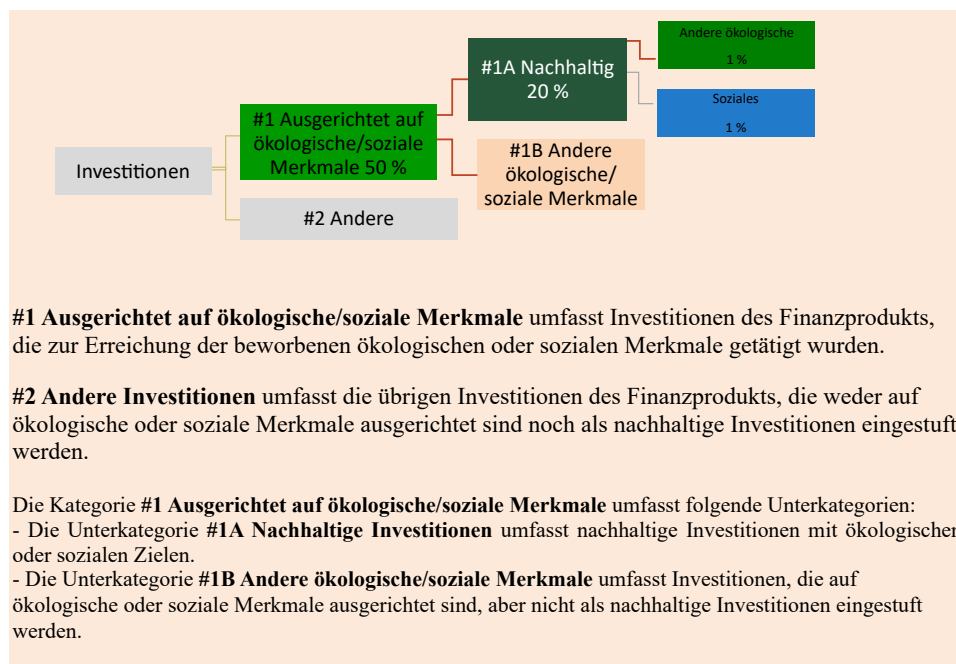 Andere ökologische
1 %
#1A Nachhaltig
20 %
Soziales
1 %
#1 Ausgerichtet auf
ökologische/soziale
Merkmale 50 %
#1B Andere
ökologische/
soziale Merkmale
Investitionen
#2 Andere
#1 Ausgerichtet auf ökologische/soziale Merkmale umfasst Investitionen des Finanzprodukts,
die zur Erreichung der beworbenen ökologischen oder sozialen Merkmale getätigt wurden.
#2 Andere Investitionen umfasst die übrigen Investitionen des Finanzprodukts, die weder auf
ökologische oder soziale Merkmale ausgerichtet sind noch als nachhaltige Investitionen eingestuft
werden.
Die Kategorie #1 Ausgerichtet auf ökologische/soziale Merkmale umfasst folgende Unterkategorien:
- Die Unterkategorie #1A Nachhaltige Investitionen umfasst nachhaltige Investitionen mit ökologischen
oder sozialen Zielen.
- Die Unterkategorie #1B Andere ökologische/soziale Merkmale umfasst Investitionen, die auf
ökologische oder soziale Merkmale ausgerichtet sind, aber nicht als nachhaltige Investitionen eingestuft
werden.